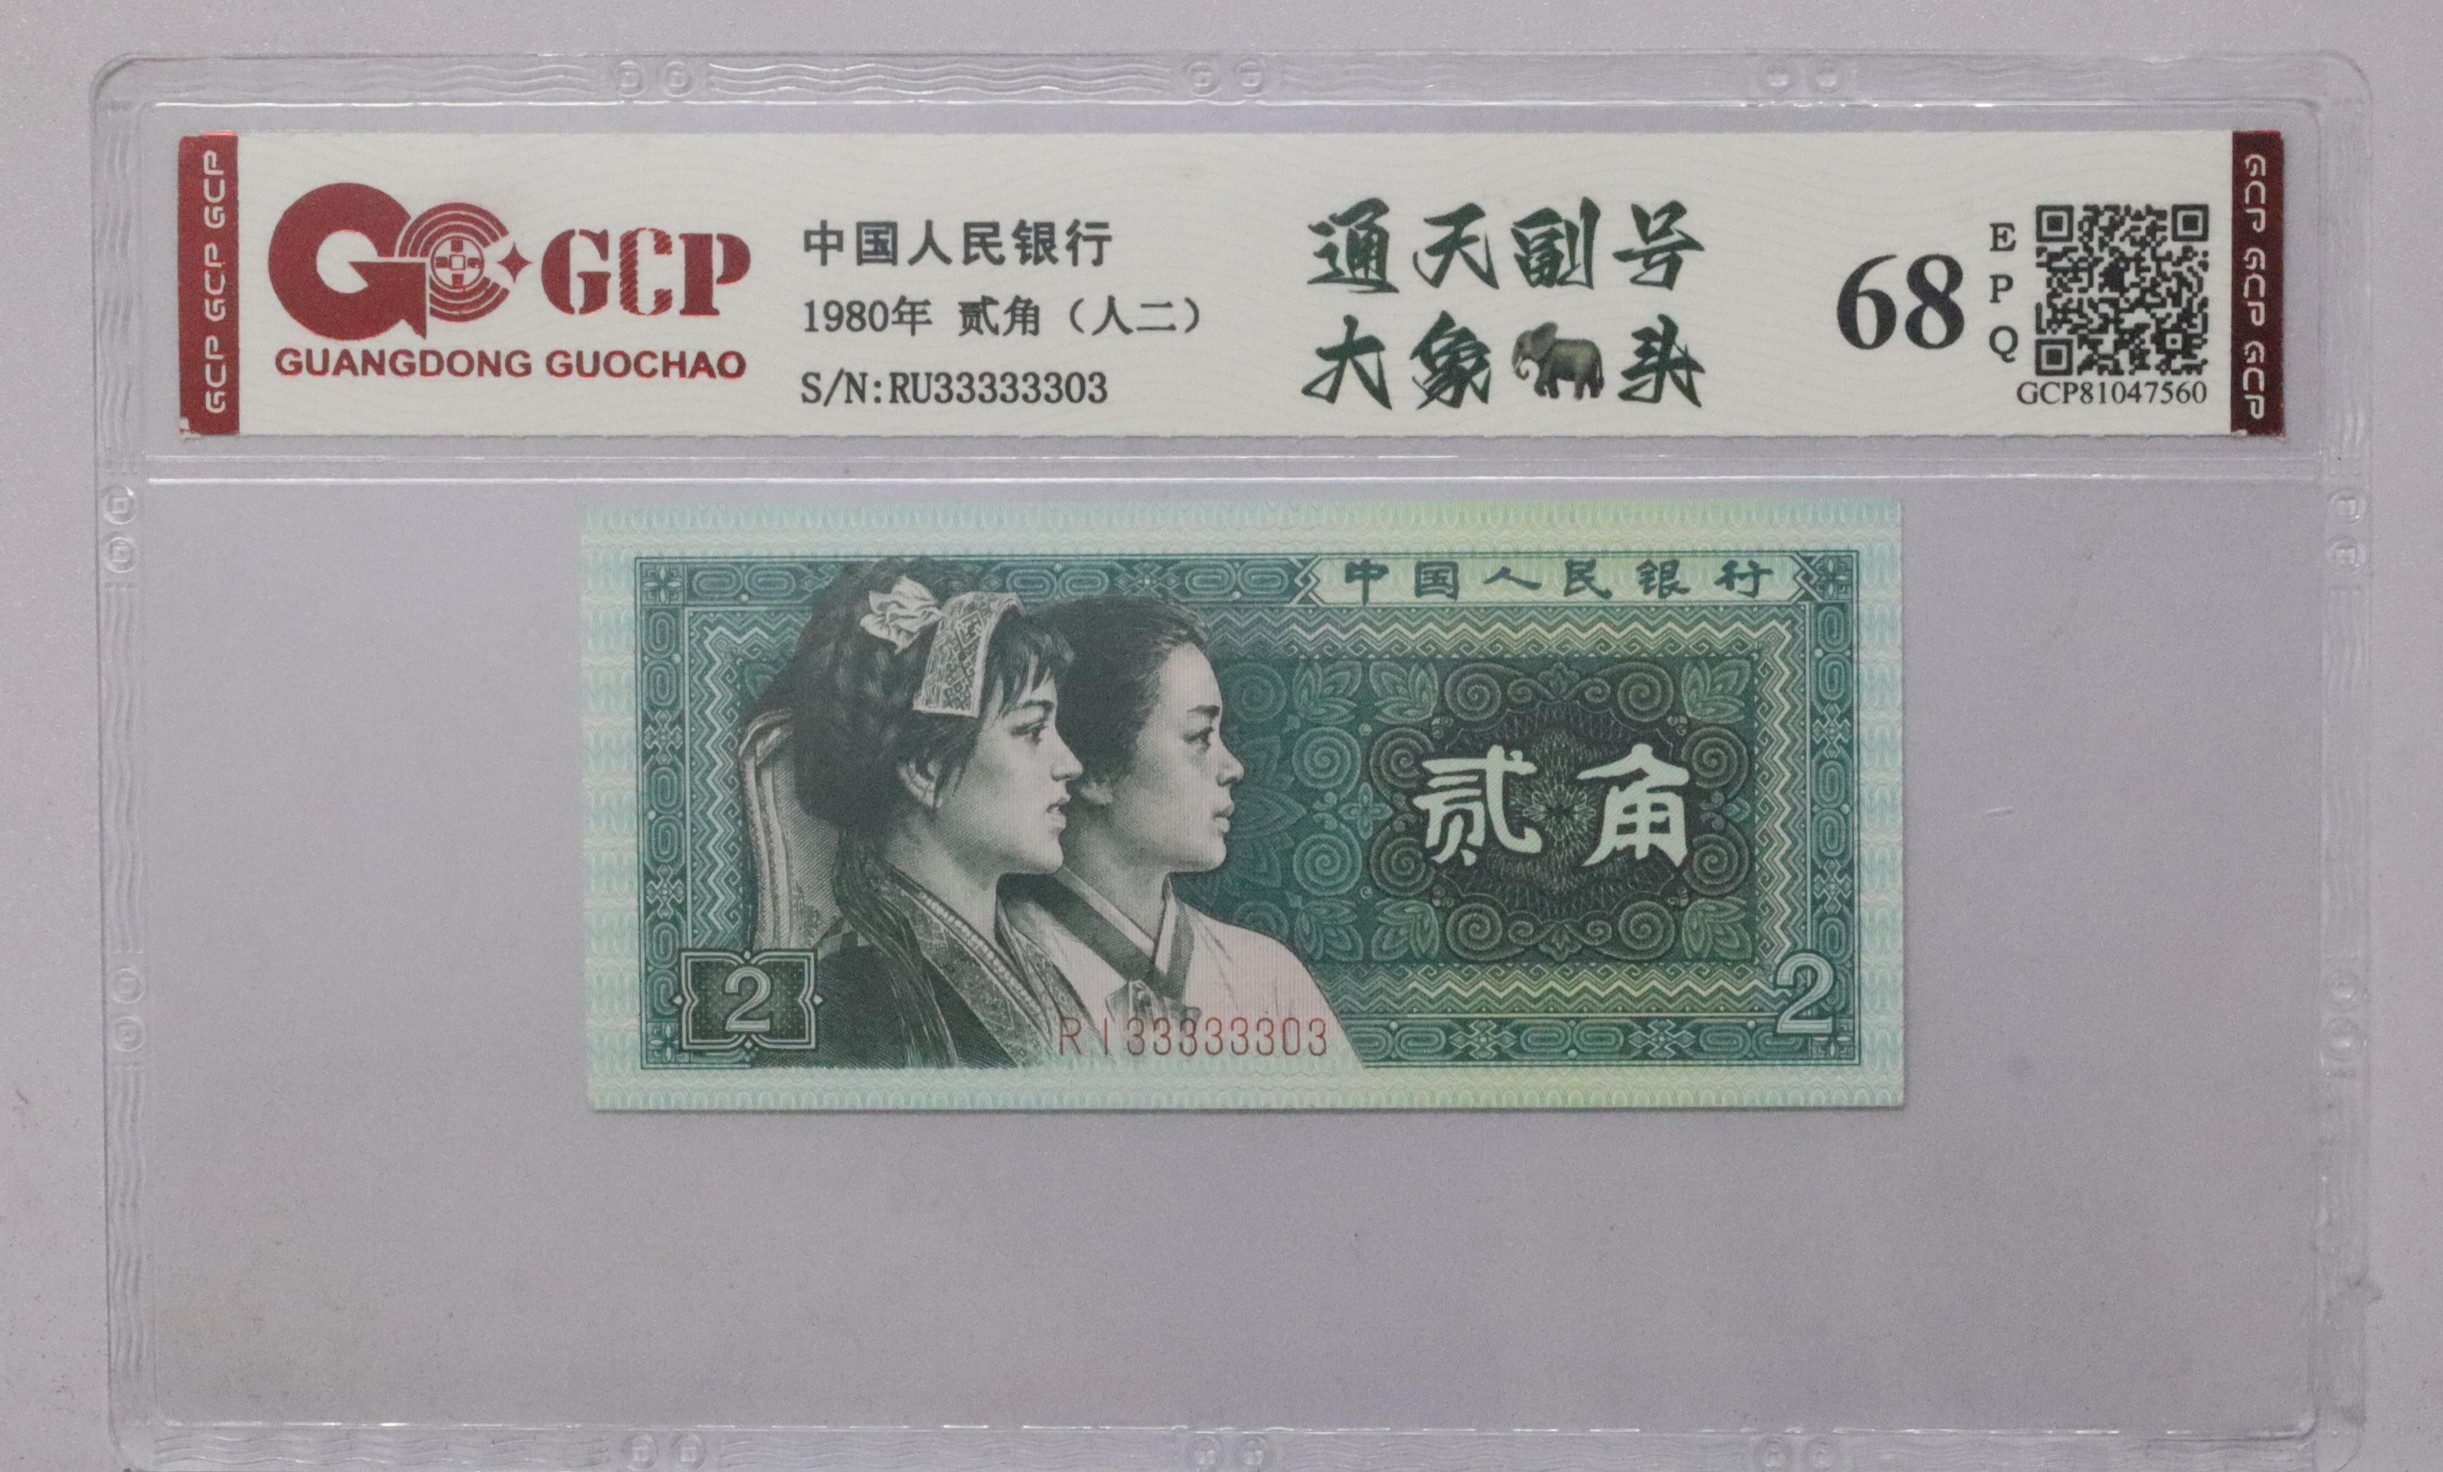 GCP GCP GCP
GCP
GUANGDONG GUOCHAO
中国人民银行
1980年 贰角（人二）
S/N:RU33333303
通天副号
大象头
68
EPQ
GCP81047560
GCP GCP GCP
中国人民银行
贰角
2
2
RI33333303